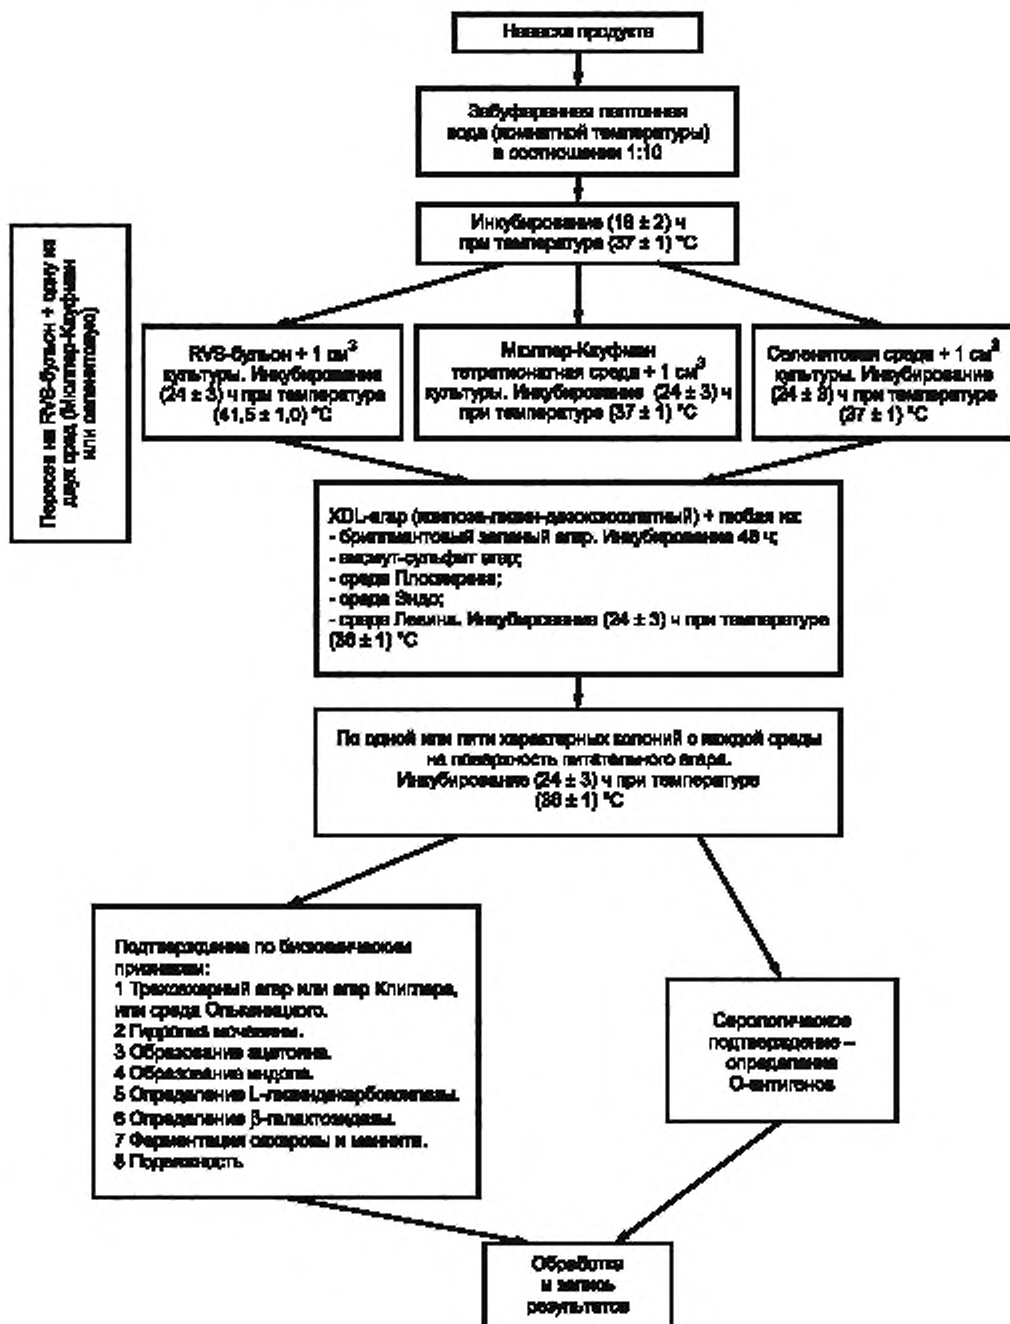 Навеска продукта
Забуференная пептонная
вода (комнатной температуры)
в соотношении 1:10
Инкубирование (18 ± 2) ч
при температуре (37 ± 1) °С
Пересев на RVS-бульон + одну из
двух сред (Мюллер-Кауфман
или селенитовую)
RVS-бульон + 1 см³
культуры. Инкубирование
(24 ± 3) ч при температуре
(41,5 ± 1,0) °С
Мюллер-Кауфман
тетратионатная среда + 1 см³
культуры. Инкубирование (24 ± 3) ч
при температуре (37 ± 1) °С
Селенитовая среда + 1 см³
культуры. Инкубирование
(24 ± 3) ч при температуре
(37 ± 1) °С
XDL-агар (ксилоза-лизин-дезоксихолатный) + любая из:
- бриллиантовый зеленый агар. Инкубирование 48 ч;
- висмут-сульфит агар;
- среда Плоскирева;
- среда Эндо;
- среда Левина. Инкубирование (24 ± 3) ч при температуре
(36 ± 1) °С
По одной или пяти характерных колоний с каждой среды
на поверхность питательного агара.
Инкубирование (24 ± 3) ч при температуре
(36 ± 1) °С
Подтверждение по биохимическим
признакам:
1 Трехсахарный агар или агар Клиглера,
или среда Олькеницкого.
2 Гидролиз мочевины.
3 Образование ацетоина.
4 Образование индола.
5 Определение L-лизиндекарбоксилазы.
6 Определение β-галактозидазы.
7 Ферментация сахарозы и маннита.
8 Подвижность
Серологическое
подтверждение –
определение
О-антигенов
Обработка
и запись
результатов